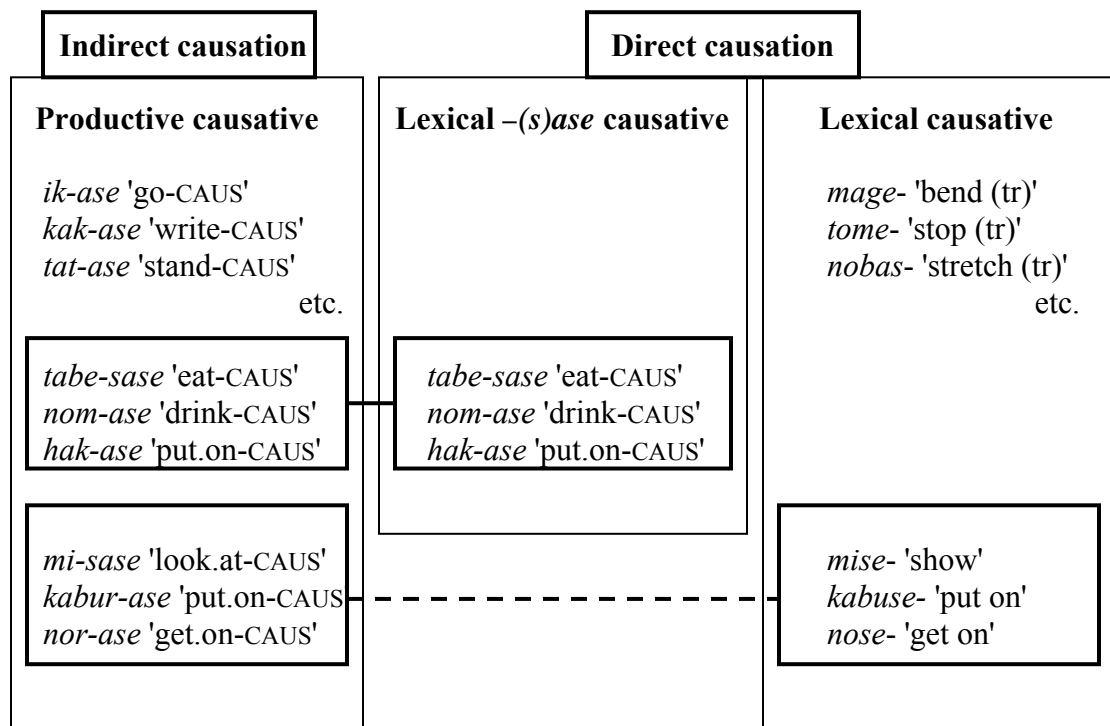 Indirect causation
Direct causation
Productive causative
ik-ase 'go-CAUS'
kak-ase 'write-CAUS'
tat-ase 'stand-CAUS'
etc.
tabe-sase 'eat-CAUS'
nom-ase 'drink-CAUS'
hak-ase 'put.on-CAUS'
mi-sase 'look.at-CAUS'
kabur-ase 'put.on-CAUS
nor-ase 'get.on-CAUS'
Lexical –(s)ase causative
tabe-sase 'eat-CAUS'
nom-ase 'drink-CAUS'
hak-ase 'put.on-CAUS'
Lexical causative
mage- 'bend (tr)'
tome- 'stop (tr)'
nobas- 'stretch (tr)'
etc.
mise- 'show'
kabuse- 'put on'
nose- 'get on'